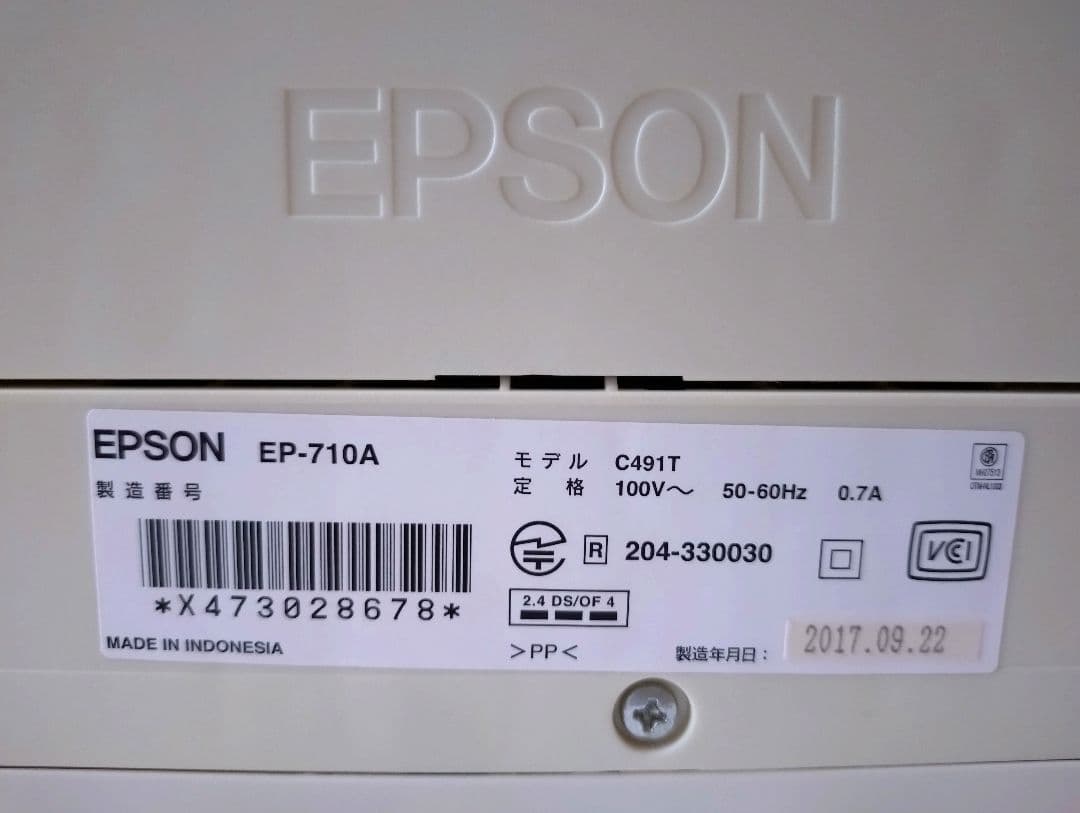 EPSON
EPSON EP-710A
製造番号
*X473028678*
MADE IN INDONESIA
モデル C491T
定格 100V～ 50-60Hz 0.7A
R 204-330030
2.4 DS/OF 4
>PP<
製造年月日：2017.09.22
VCI